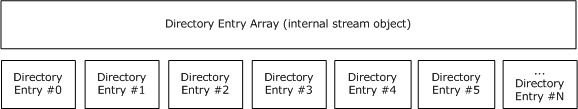 Directory Entry Array (internal stream object)
Directory
Entry #0
Directory
Entry #1
Directory
Entry #2
Directory
Entry #3
Directory
Entry #4
Directory
Entry #5
...
Directory
Entry #N